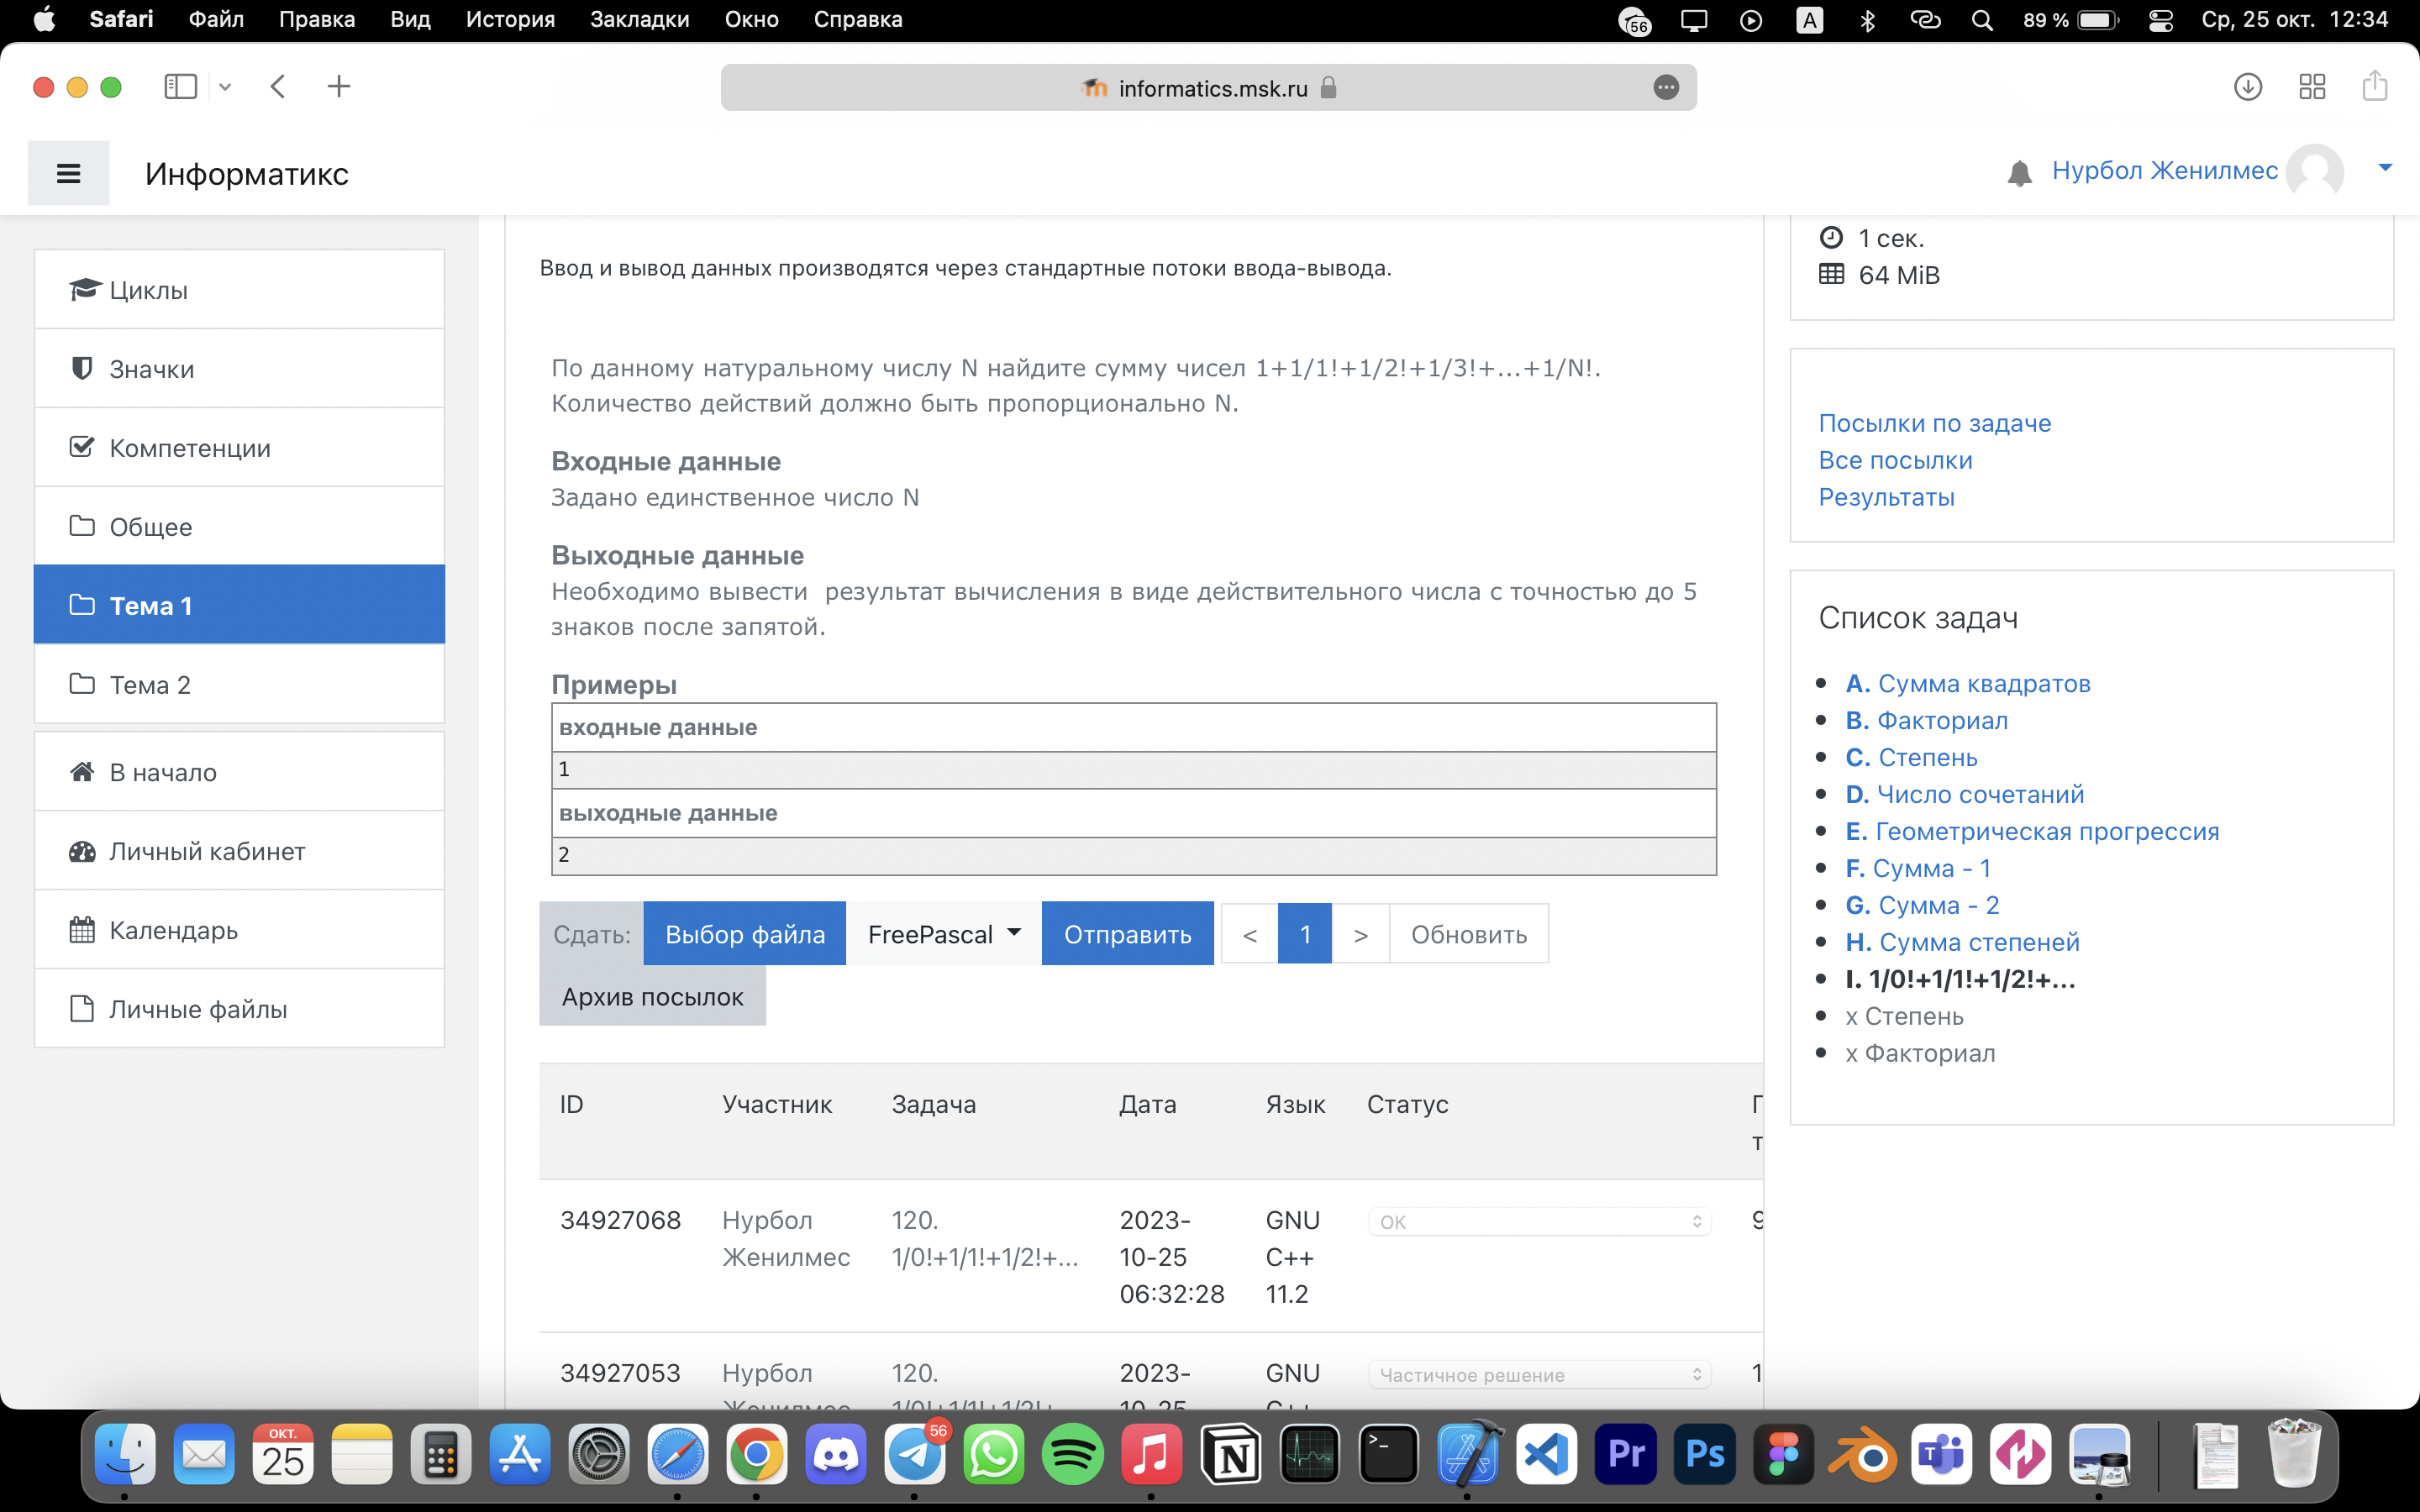 Safari Файл Правка Вид История Закладки Окно Справка 56 A 89 % Ср, 25 окт. 12:34
informatics.msk.ru
Информатикс
Нурбол Женилмес
Циклы
Значки
Компетенции
Общее
Тема 1
Тема 2
В начало
Личный кабинет
Календарь
Личные файлы
Ввод и вывод данных производятся через стандартные потоки ввода-вывода.
По данному натуральному числу N найдите сумму чисел 1+1/1!+1/2!+1/3!+...+1/N!.
Количество действий должно быть пропорционально N.
Входные данные
Задано единственное число N
Выходные данные
Необходимо вывести результат вычисления в виде действительного числа с точностью до 5
знаков после запятой.
Примеры
входные данные
1
выходные данные
2
Сдать: Выбор файла FreePascal Отправить < 1 > Обновить
Архив посылок
ID Участник Задача Дата Язык Статус
34927068 Нурбол 120. 2023- GNU OK 9
Женилмес 1/0!+1/1!+1/2!+... 10-25 C++
06:32:28 11.2
34927053 Нурбол 120. 2023- GNU Частичное решение 1
1 сек.
64 MiB
Посылки по задаче
Все посылки
Результаты
Список задач
A. Сумма квадратов
B. Факториал
C. Степень
D. Число сочетаний
E. Геометрическая прогрессия
F. Сумма - 1
G. Сумма - 2
H. Сумма степеней
I. 1/0!+1/1!+1/2!+...
x Степень
x Факториал
ОКТ.
25
56
Pr
Ps